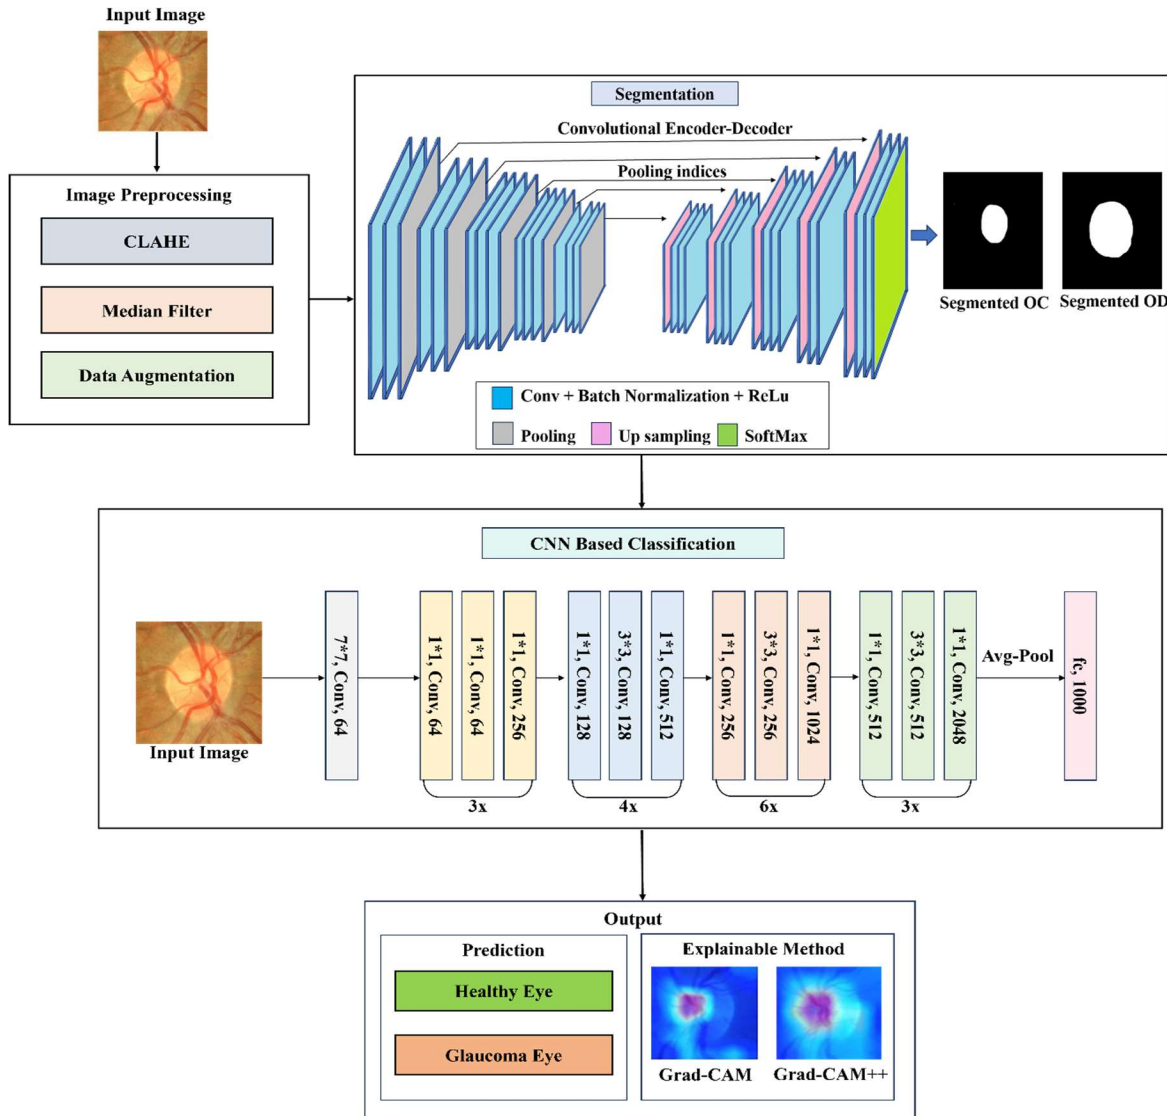 Input Image
Image Preprocessing
CLAHE
Median Filter
Data Augmentation
Segmentation
Convolutional Encoder-Decoder
Pooling indices
Segmented OC
Segmented OD
Conv + Batch Normalization + ReLu
Pooling
Up sampling
SoftMax
CNN Based Classification
Input Image
7*7, Conv, 64
1*1, Conv, 64
1*1, Conv, 64
1*1, Conv, 256
3x
1*1, Conv, 128
3*3, Conv, 128
1*1, Conv, 512
4x
1*1, Conv, 256
3*3, Conv, 256
1*1, Conv, 1024
6x
1*1, Conv, 512
3*3, Conv, 512
1*1, Conv, 2048
3x
Avg-Pool
fc, 1000
Output
Prediction
Healthy Eye
Glaucoma Eye
Explainable Method
Grad-CAM
Grad-CAM++